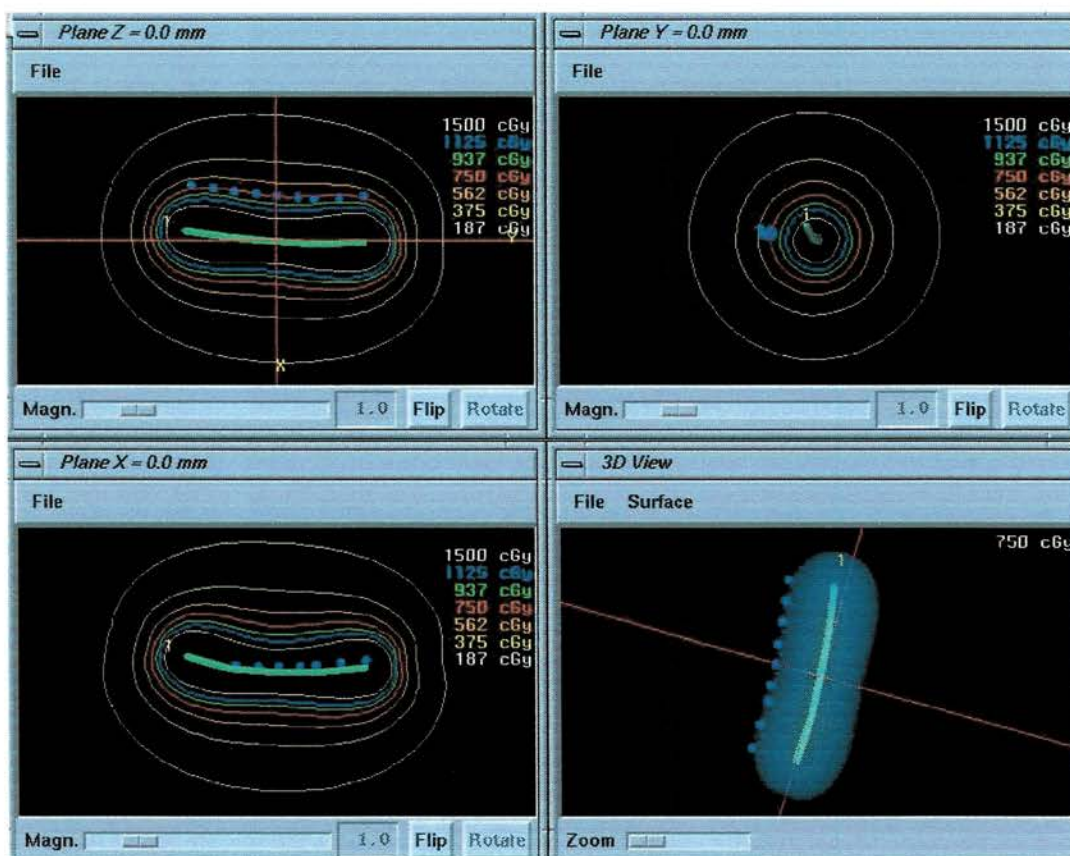 Plane Z = 0.0 mm
File
1500 cGy
1125 cGy
937 cGy
750 cGy
562 cGy
375 cGy
187 cGy
1
Y
X
Magn. 1.0 Flip Rotate
Plane Y = 0.0 mm
File
1500 cGy
1125 cGy
937 cGy
750 cGy
562 cGy
375 cGy
187 cGy
1
Magn. 1.0 Flip Rotate
Plane X = 0.0 mm
File
1500 cGy
1125 cGy
937 cGy
750 cGy
562 cGy
375 cGy
187 cGy
1
Magn. 1.0 Flip Rotate
3D View
File Surface
750 cGy
1
Zoom